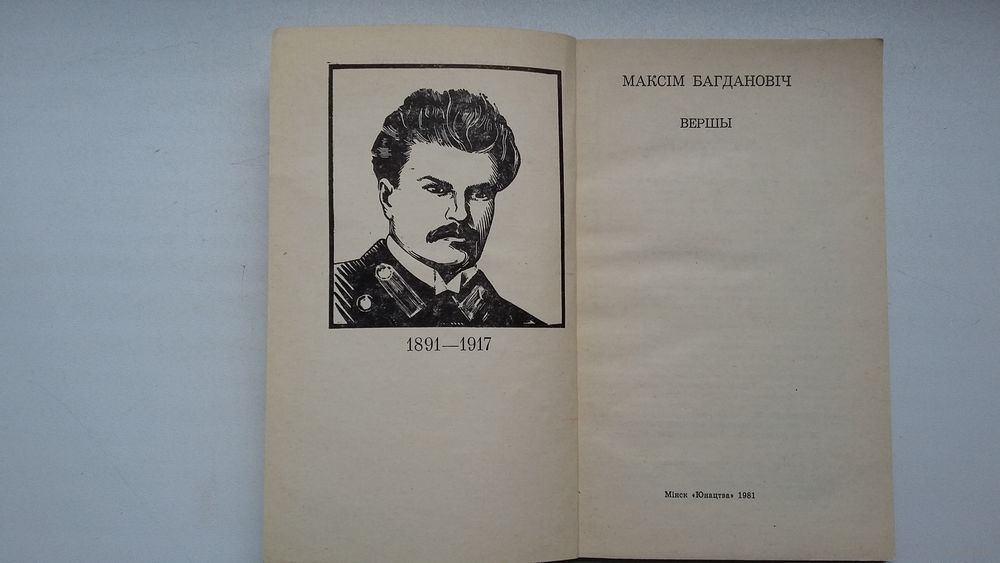 1891—1917
МАКСІМ БАГДАНОВІЧ
ВЕРШЫ
Мінск «Юнацтва» 1981